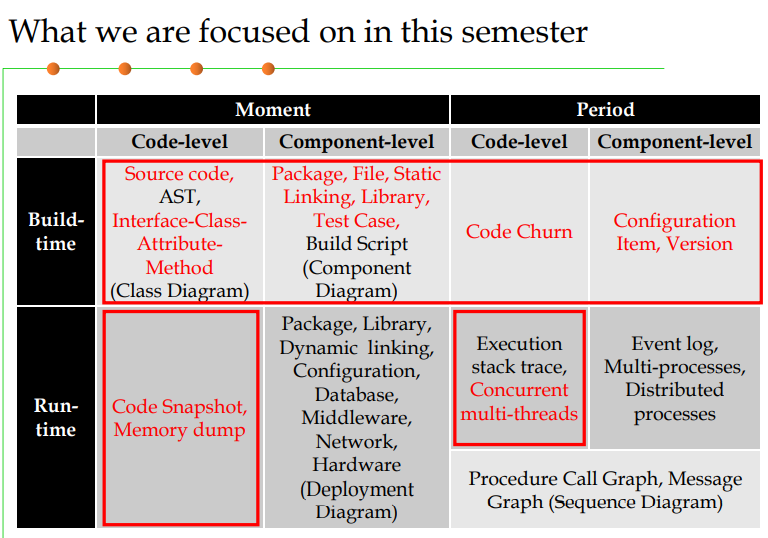 What we are focused on in this semester
Moment
Period
Code-level
Component-level
Code-level
Component-level
Build-
time
Source code,
AST,
Interface-Class-
Attribute-
Method
(Class Diagram)
Package, File, Static
Linking, Library,
Test Case,
Build Script
(Component
Diagram)
Code Churn
Configuration
Item, Version
Run-
time
Code Snapshot,
Memory dump
Package, Library,
Dynamic linking,
Configuration,
Database,
Middleware,
Network,
Hardware
(Deployment
Diagram)
Execution
stack trace,
Concurrent
multi-threads
Event log,
Multi-processes,
Distributed
processes
Procedure Call Graph, Message
Graph (Sequence Diagram)